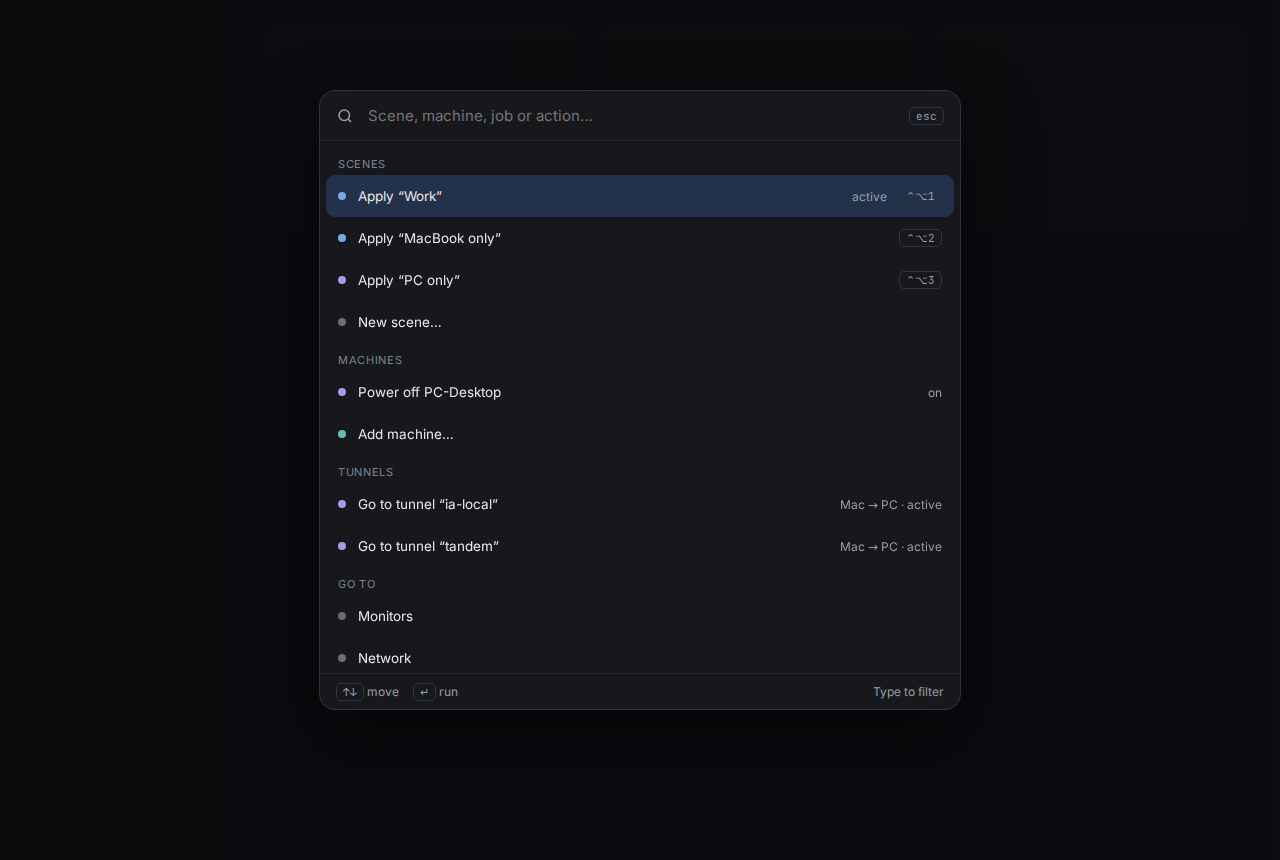 Scene, machine, job or action... esc
SCENES
Apply “Work” active ⌃⌥1
Apply “MacBook only” ⌃⌥2
Apply “PC only” ⌃⌥3
New scene...
MACHINES
Power off PC-Desktop on
Add machine...
TUNNELS
Go to tunnel “ia-local” Mac → PC · active
Go to tunnel “tandem” Mac → PC · active
GO TO
Monitors
Network
↑↓ move ↵ run Type to filter